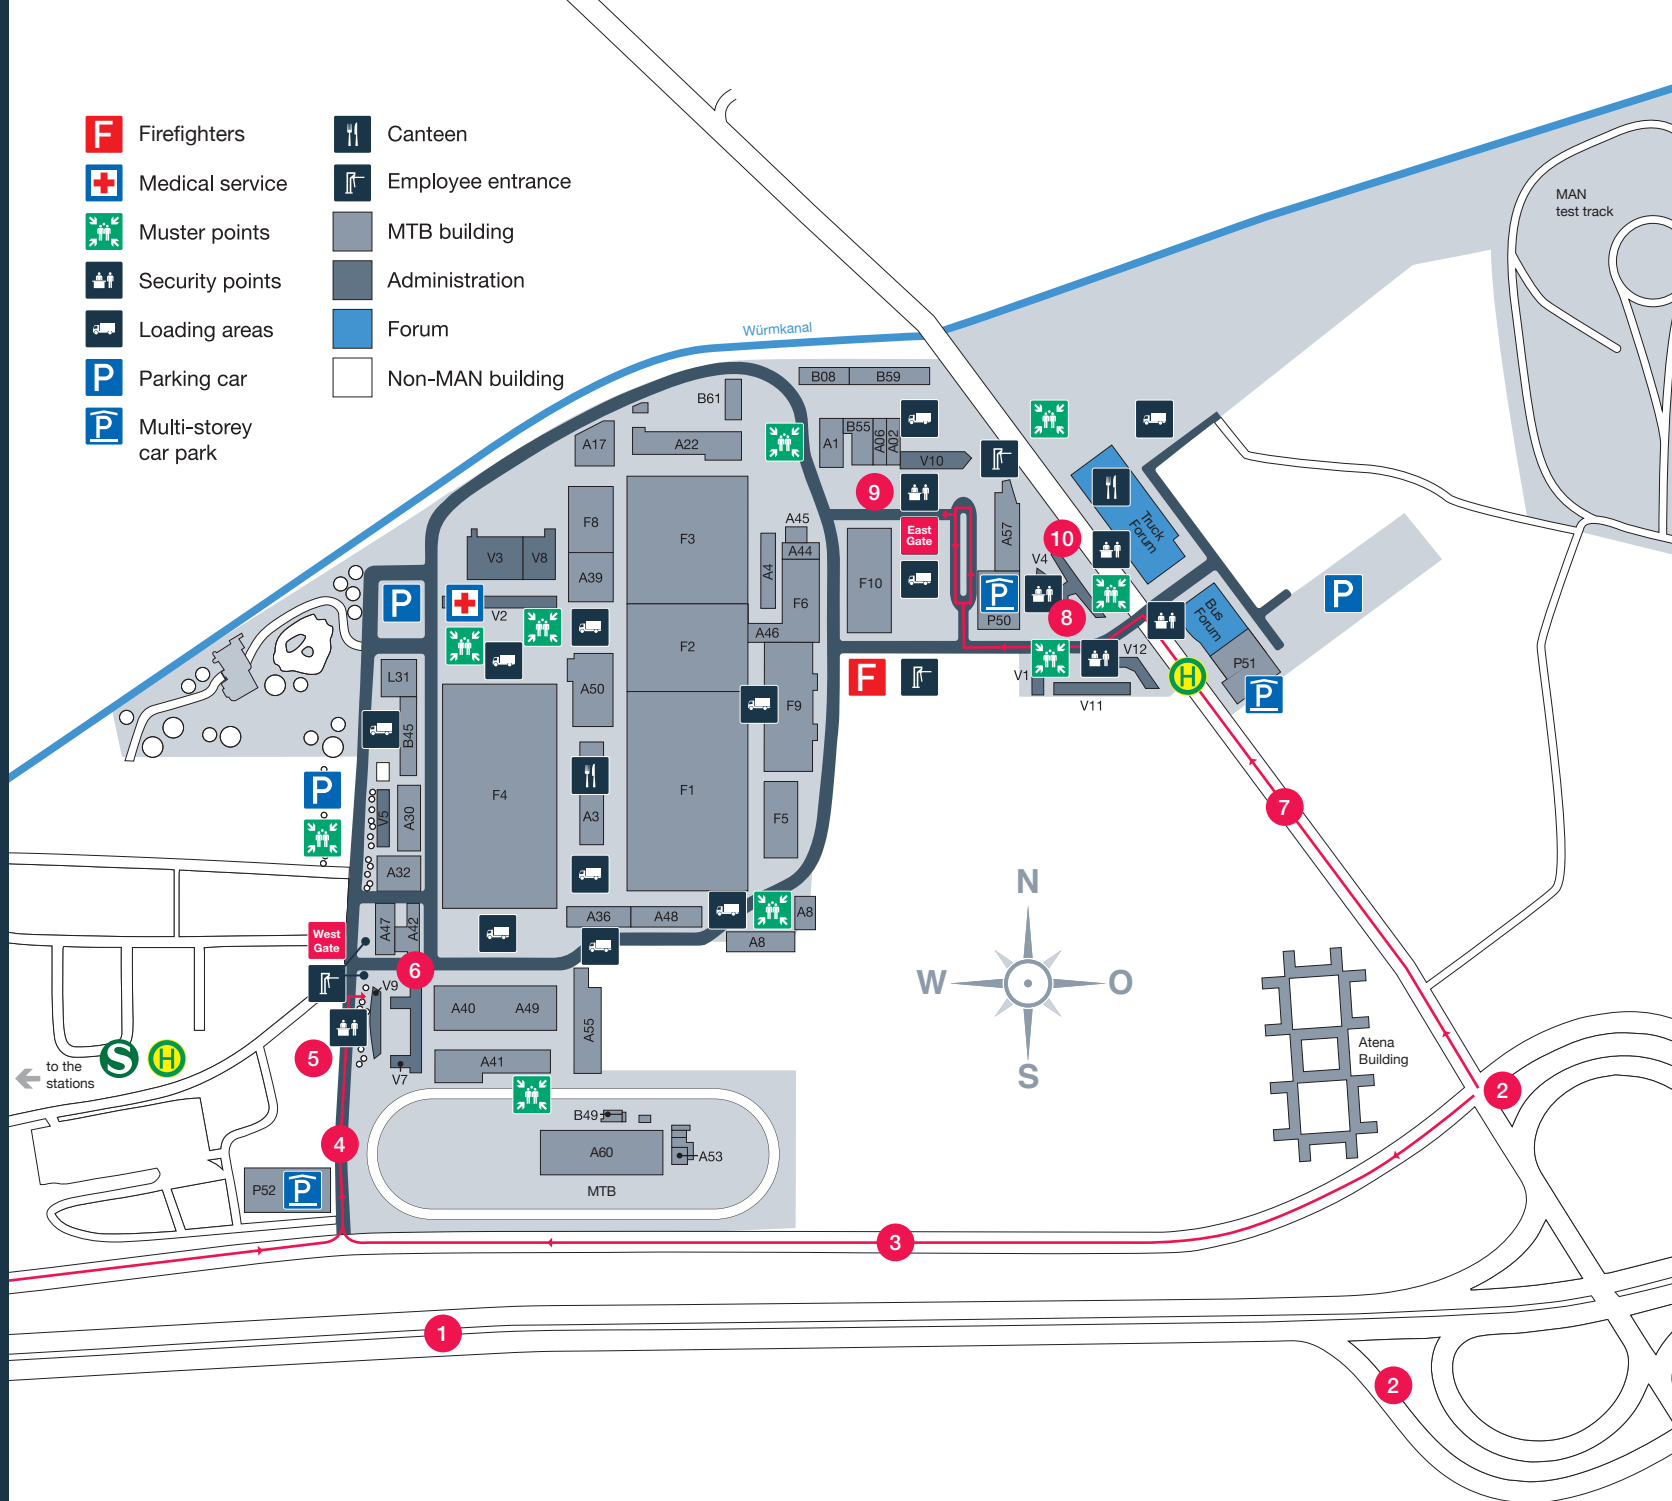 F Firefighters
Medical service
Muster points
Security points
Loading areas
P Parking car
P Multi-storey
car park
Canteen
Employee entrance
MTB building
Administration
Forum
Non-MAN building
MAN
test track
Würmkanal
B08
B59
B61
A17
A22
A1
B55
A06
A02
V10
9
East
Gate
A57
10
V4
Truck
Forum
F8
F3
A45
A44
A4
F6
A46
F10
V3
V8
A39
P
V2
P
P50
8
Bus
Forum
P
F2
F
V1
V12
V11
H
P51
P
L31
A50
F9
B45
P
F4
A3
F1
F5
7
V5
A30
A32
A36
A48
A8
A8
West
Gate
A47
A42
6
V9
A40
A49
A55
A41
V7
5
to the
stations
S
H
N
W
O
S
Atena
Building
2
B49
A60
A53
MTB
4
P52
P
3
1
2